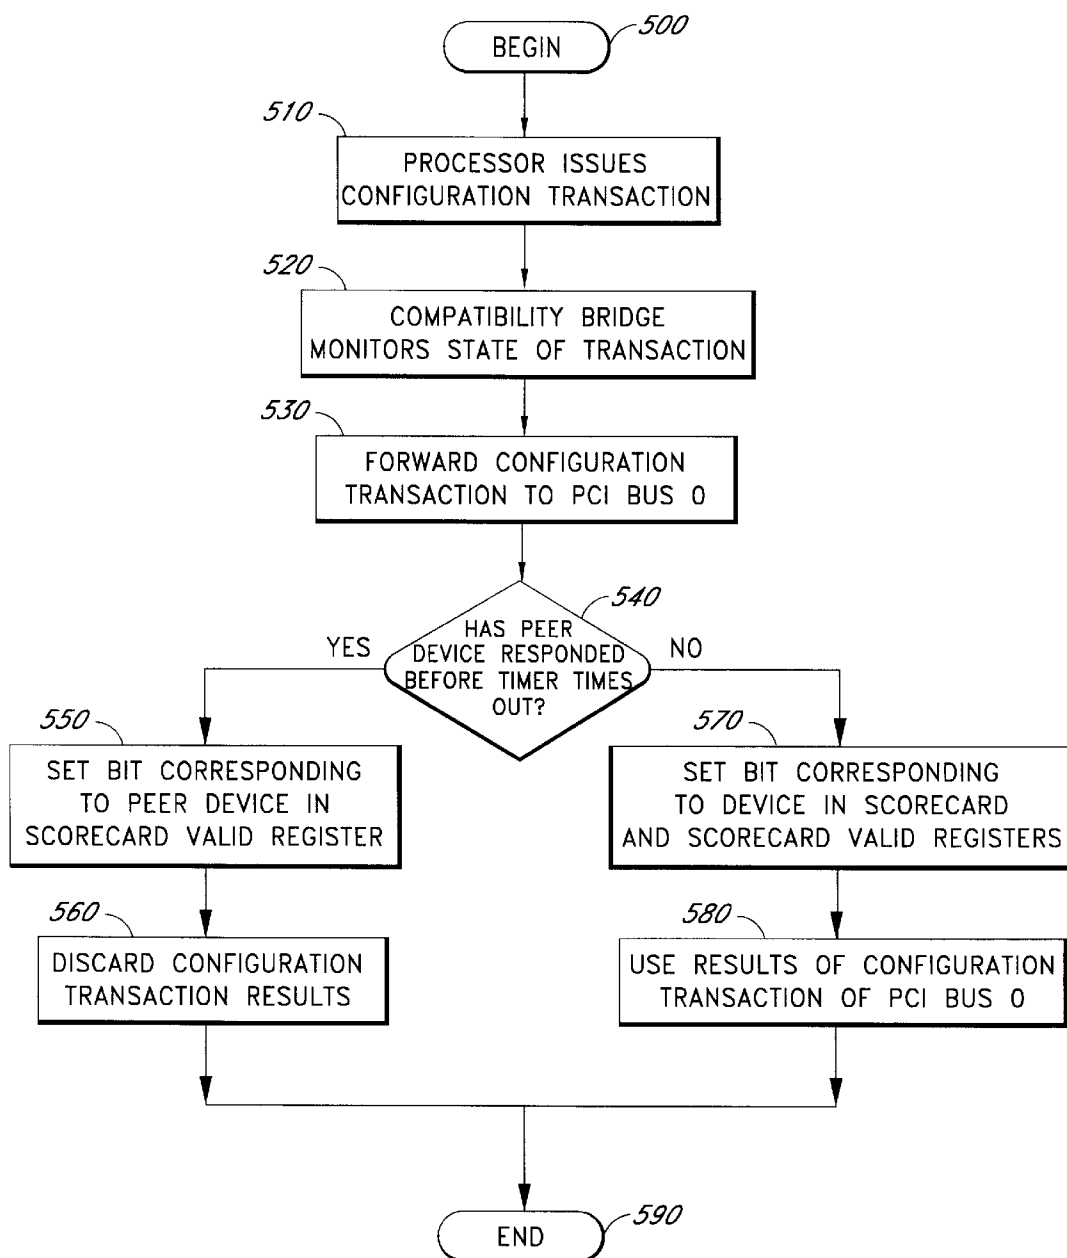 BEGIN
500
510
PROCESSOR ISSUES
CONFIGURATION TRANSACTION
520
COMPATIBILITY BRIDGE
MONITORS STATE OF TRANSACTION
530
FORWARD CONFIGURATION
TRANSACTION TO PCI BUS 0
540
HAS PEER
DEVICE RESPONDED
BEFORE TIMER TIMES
OUT?
YES
NO
550
SET BIT CORRESPONDING
TO PEER DEVICE IN
SCORECARD VALID REGISTER
570
SET BIT CORRESPONDING
TO DEVICE IN SCORECARD
AND SCORECARD VALID REGISTERS
560
DISCARD CONFIGURATION
TRANSACTION RESULTS
580
USE RESULTS OF CONFIGURATION
TRANSACTION OF PCI BUS 0
END
590